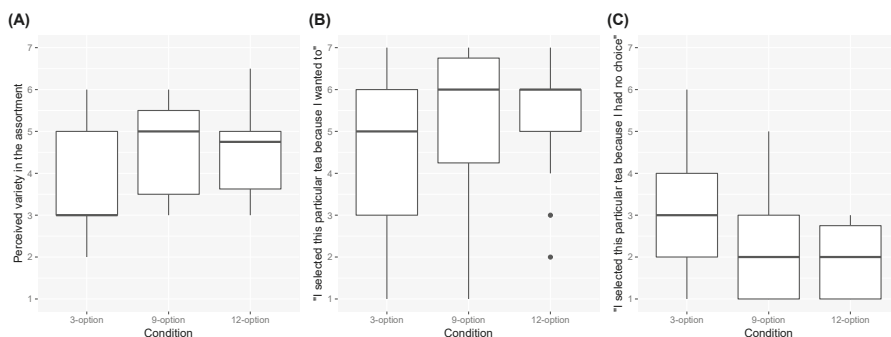 (A)
Perceived variety in the assortment
7
6
5
4
3
2
1
3-option 9-option 12-option
Condition
(B)
"I selected this particular tea because I wanted to"
7
6
5
4
3
2
1
3-option 9-option 12-option
Condition
(C)
"I selected this particular tea because I had no choice"
7
6
5
4
3
2
1
3-option 9-option 12-option
Condition